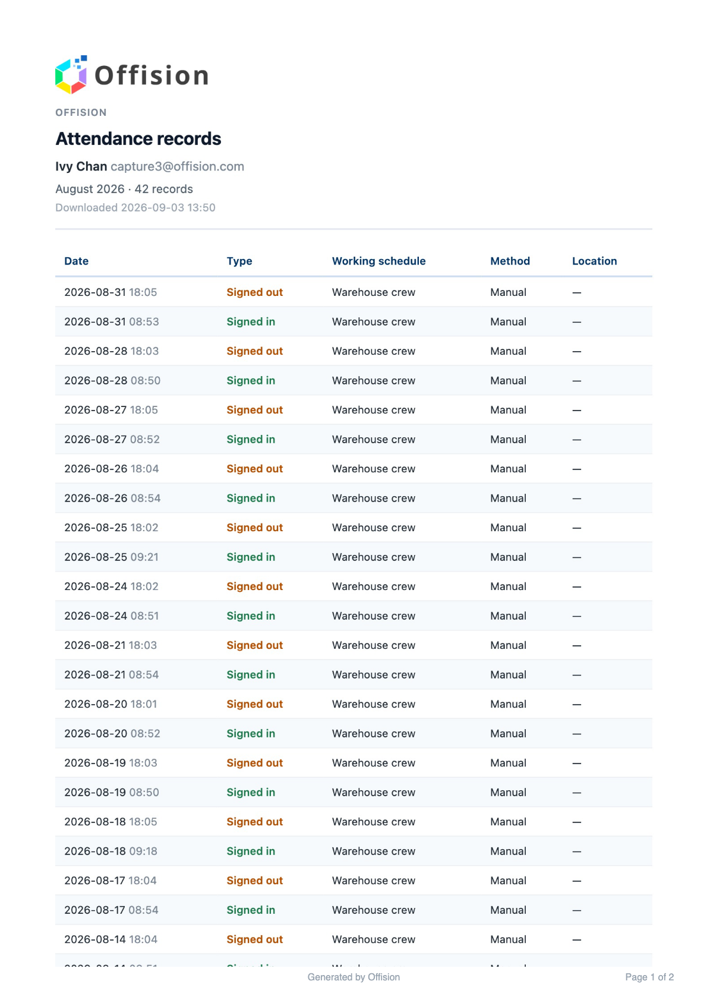 Offision
OFFISION
Attendance records
Ivy Chan capture3@offision.com
August 2026 · 42 records
Downloaded 2026-09-03 13:50
Date Type Working schedule Method Location
2026-08-31 18:05 Signed out Warehouse crew Manual —
2026-08-31 08:53 Signed in Warehouse crew Manual —
2026-08-28 18:03 Signed out Warehouse crew Manual —
2026-08-28 08:50 Signed in Warehouse crew Manual —
2026-08-27 18:05 Signed out Warehouse crew Manual —
2026-08-27 08:52 Signed in Warehouse crew Manual —
2026-08-26 18:04 Signed out Warehouse crew Manual —
2026-08-26 08:54 Signed in Warehouse crew Manual —
2026-08-25 18:02 Signed out Warehouse crew Manual —
2026-08-25 09:21 Signed in Warehouse crew Manual —
2026-08-24 18:02 Signed out Warehouse crew Manual —
2026-08-24 08:51 Signed in Warehouse crew Manual —
2026-08-21 18:03 Signed out Warehouse crew Manual —
2026-08-21 08:54 Signed in Warehouse crew Manual —
2026-08-20 18:01 Signed out Warehouse crew Manual —
2026-08-20 08:52 Signed in Warehouse crew Manual —
2026-08-19 18:03 Signed out Warehouse crew Manual —
2026-08-19 08:50 Signed in Warehouse crew Manual —
2026-08-18 18:05 Signed out Warehouse crew Manual —
2026-08-18 09:18 Signed in Warehouse crew Manual —
2026-08-17 18:04 Signed out Warehouse crew Manual —
2026-08-17 08:54 Signed in Warehouse crew Manual —
2026-08-14 18:04 Signed out Warehouse crew Manual —
Generated by Offision Page 1 of 2